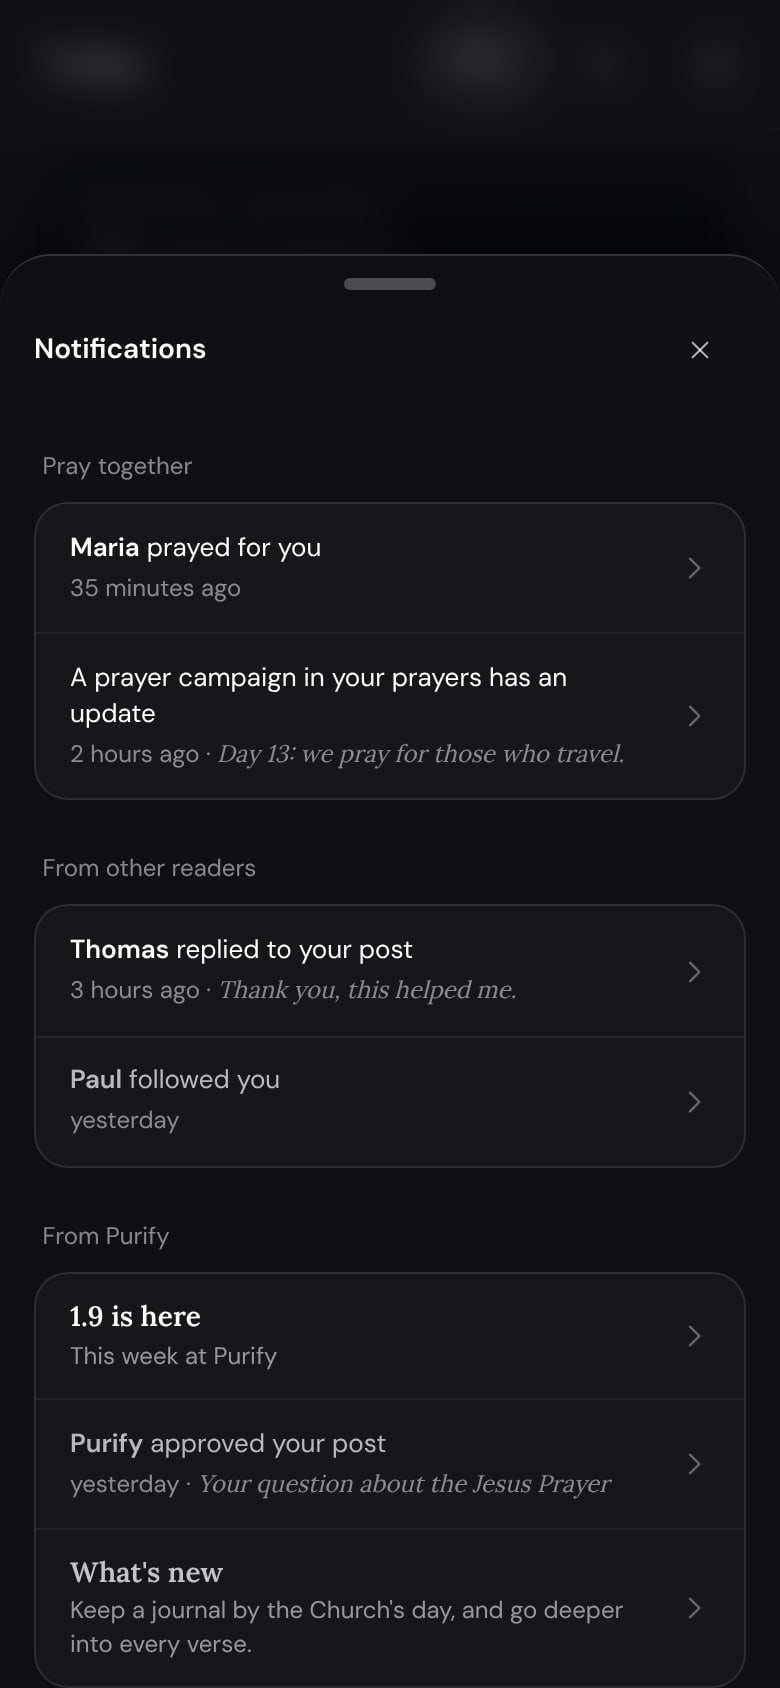 Notifications
Pray together
Maria prayed for you
35 minutes ago
A prayer campaign in your prayers has an
update
2 hours ago · Day 13: we pray for those who travel.
From other readers
Thomas replied to your post
3 hours ago · Thank you, this helped me.
Paul followed you
yesterday
From Purify
1.9 is here
This week at Purify
Purify approved your post
yesterday · Your question about the Jesus Prayer
What's new
Keep a journal by the Church's day, and go deeper
into every verse.